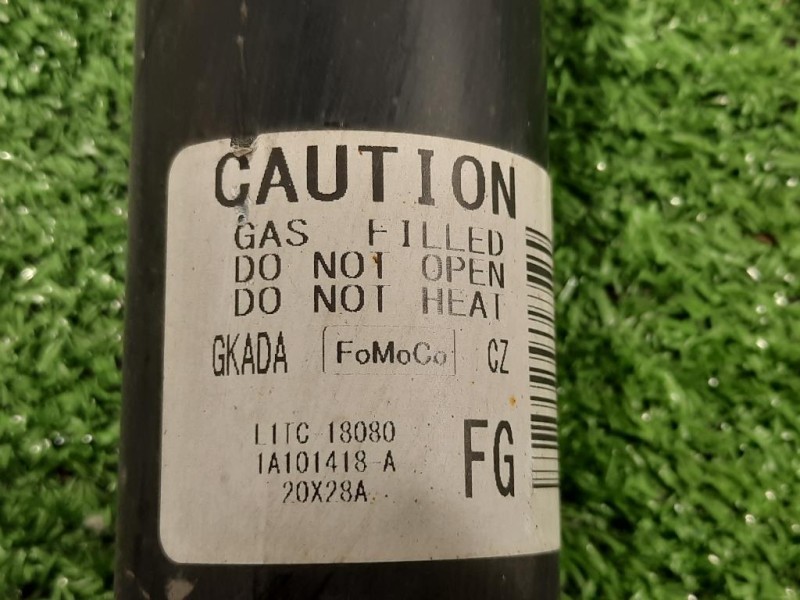 CAUTION
GAS FILLED
DO NOT OPEN
DO NOT HEAT
GKADA FoMoCo CZ
L1TC-18080
1A101418-A
20X28A
FG